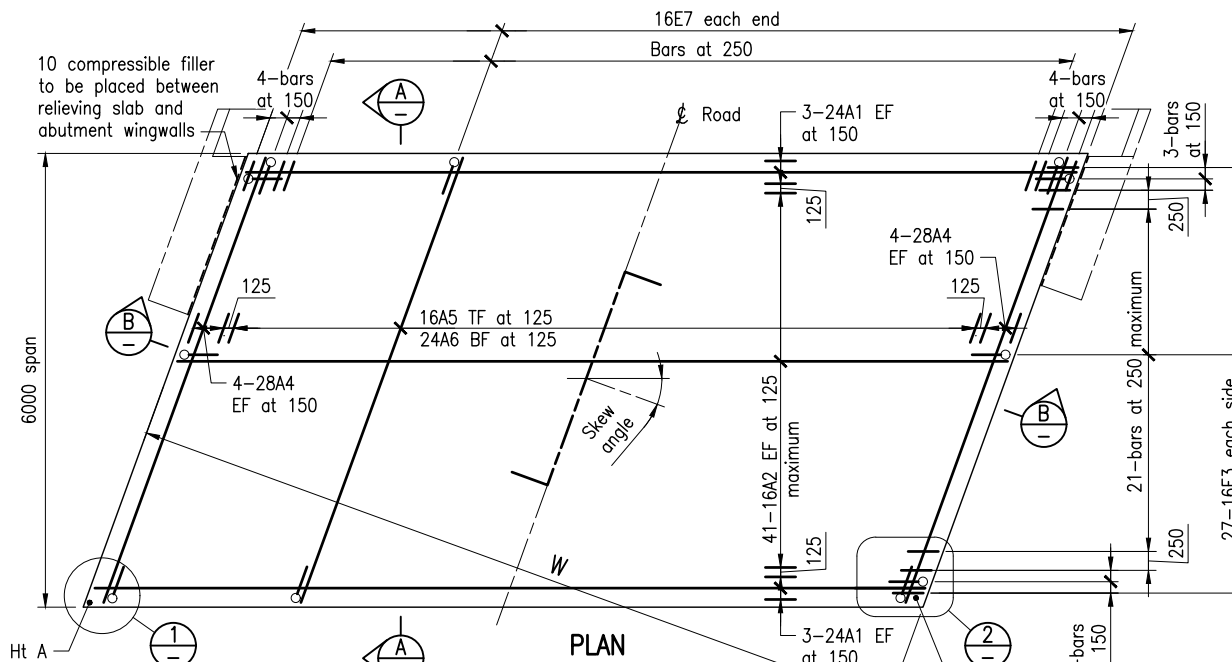 16E7 each end
Bars at 250
10 compressible filler
to be placed between
relieving slab and
abutment wingwalls
4-bars
at 150
A
-
℄ Road
3-24A1 EF
at 150
4-bars
at 150
3-bars
at 150
125
250
4-28A4
EF at 150
125
125
16A5 TF at 125
24A6 BF at 125
B
-
6000 span
4-28A4
EF at 150
Skew
angle
41-16A2 EF at 125
maximum
B
-
21-bars at 250 maximum
27-16E3 each side
W
125
250
Ht A
1
-
A
-
PLAN
3-24A1 EF
at 150
2
-
-bars
150